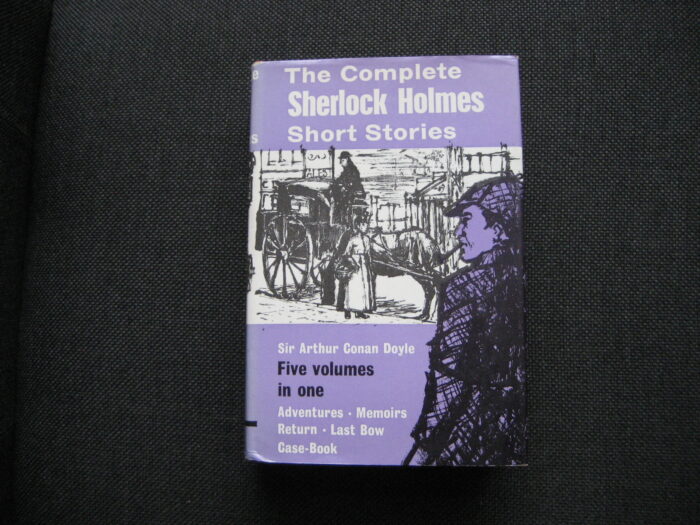 The Complete
Sherlock Holmes
Short Stories
Sir Arthur Conan Doyle
Five volumes
in one
Adventures · Memoirs
Return · Last Bow
Case-Book